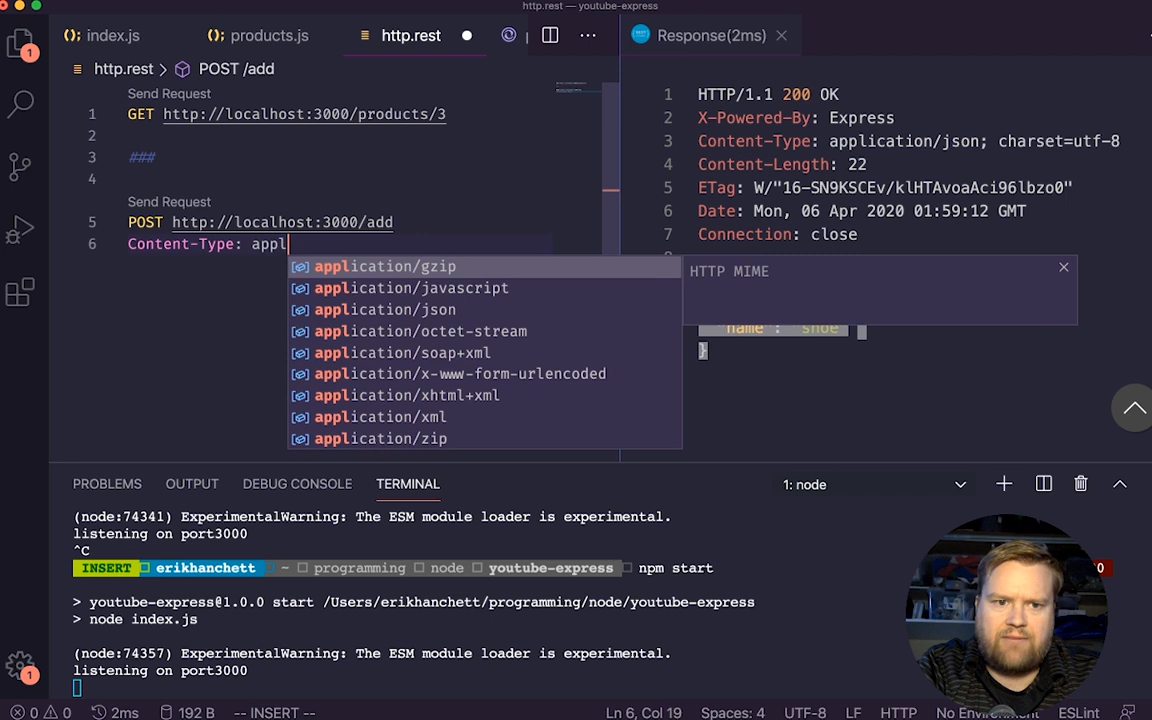 http.rest — youtube-express
index.js
products.js
http.rest
Response(2ms)
1
http.rest > POST /add
Send Request
1 GET http://localhost:3000/products/3
2
3 ###
4
Send Request
5 POST http://localhost:3000/add
6 Content-Type: appl
application/gzip
application/javascript
application/json
application/octet-stream
application/soap+xml
application/x-www-form-urlencoded
application/xhtml+xml
application/xml
application/zip
HTTP MIME
1 HTTP/1.1 200 OK
2 X-Powered-By: Express
3 Content-Type: application/json; charset=utf-8
4 Content-Length: 22
5 ETag: W/"16-SN9KSCEv/klHTAvoaAci96lbzo0"
6 Date: Mon, 06 Apr 2020 01:59:12 GMT
7 Connection: close
"name": "shoe"
}
PROBLEMS OUTPUT DEBUG CONSOLE TERMINAL
1: node
(node:74341) ExperimentalWarning: The ESM module loader is experimental.
listening on port3000
^C
INSERT erikhanchett ~ programming node youtube-express npm start
> youtube-express@1.0.0 start /Users/erikhanchett/programming/node/youtube-express
> node index.js
(node:74357) ExperimentalWarning: The ESM module loader is experimental.
listening on port3000
1
0 0 2ms 192 B -- INSERT -- Ln 6, Col 19 Spaces: 4 UTF-8 LF HTTP ESLint